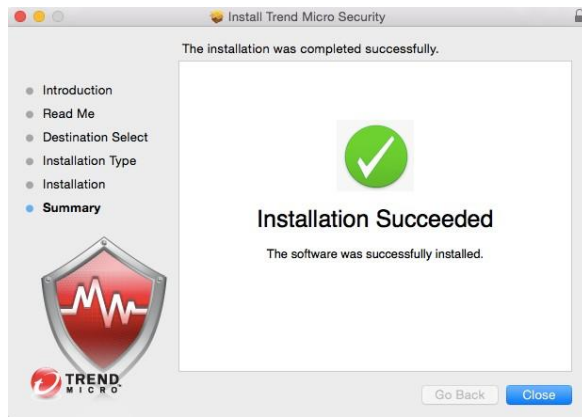 Install Trend Micro Security
The installation was completed successfully.
Introduction
Read Me
Destination Select
Installation Type
Installation
Summary
Installation Succeeded
The software was successfully installed.
TREND
MICRO
Go Back
Close